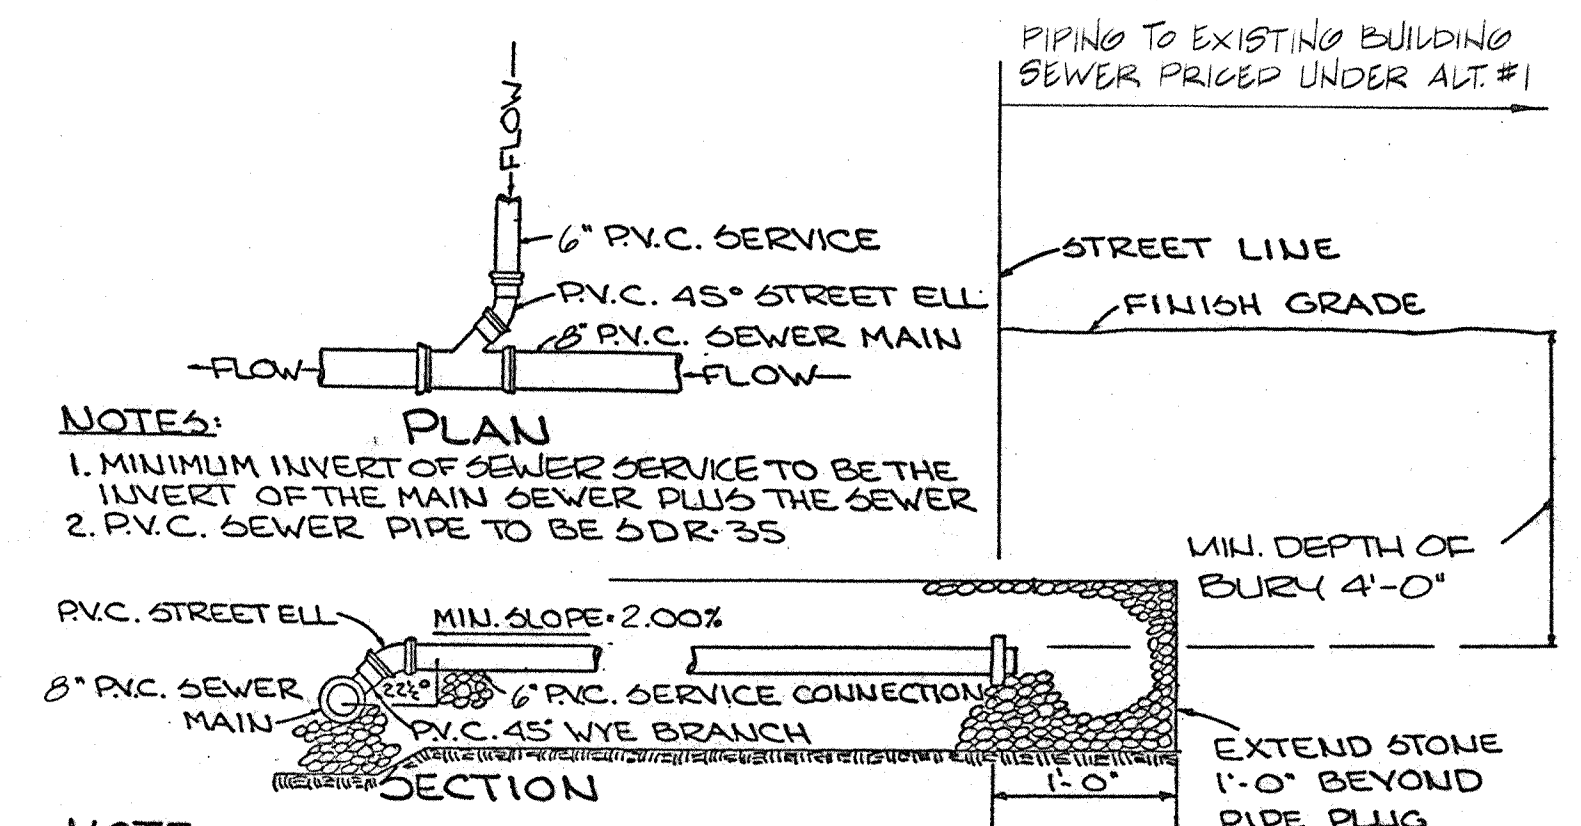 PIPING TO EXISTING BUILDING
SEWER PRICED UNDER ALT. #1
FLOW
6" P.V.C. SERVICE
STREET LINE
P.V.C. 45° STREET ELL
FINISH GRADE
8" P.V.C. SEWER MAIN
FLOW
FLOW
PLAN
NOTES:
1. MINIMUM INVERT OF SEWER SERVICE TO BE THE
INVERT OF THE MAIN SEWER PLUS THE SEWER
2. P.V.C. SEWER PIPE TO BE SDR-35
MIN. DEPTH OF
BURY 4'-0"
P.V.C. STREET ELL
MIN. SLOPE=2.00%
8" P.V.C. SEWER
MAIN
22½°
6" P.V.C. SERVICE CONNECTION
P.V.C. 45° WYE BRANCH
SECTION
1'-0"
EXTEND STONE
1'-0" BEYOND
PIPE PLUG
NOTE